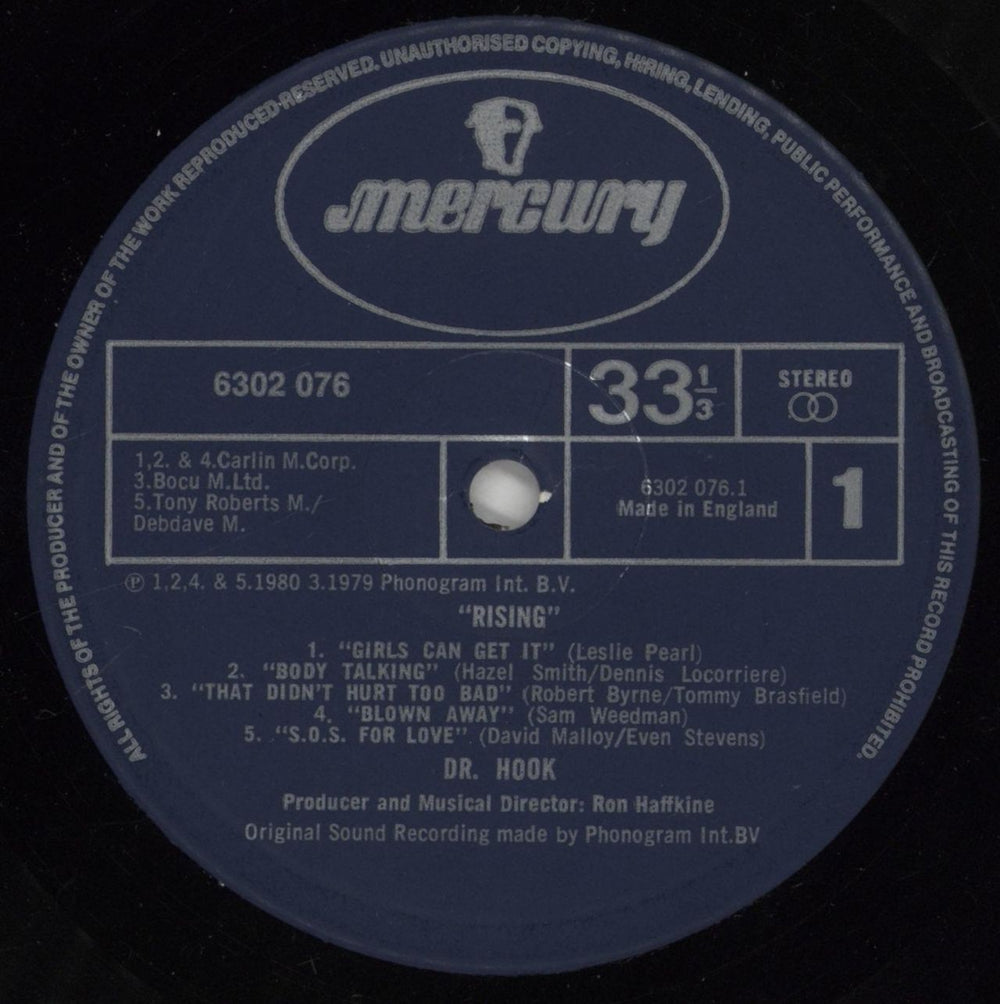 ALL RIGHTS OF THE PRODUCER AND OF THE OWNER OF THE WORK REPRODUCED RESERVED. UNAUTHORISED COPYING, HIRING, LENDING, PUBLIC PERFORMANCE AND BROADCASTING OF THIS RECORD PROHIBITED.
mercury
6302 076
33 1/3
STEREO
1,2. & 4.Carlin M.Corp.
3.Bocu M.Ltd.
5.Tony Roberts M./
Debdave M.
6302 076.1
Made in England
1
℗ 1,2,4. & 5.1980 3.1979 Phonogram Int. B.V.
“RISING”
1. “GIRLS CAN GET IT” (Leslie Pearl)
2. “BODY TALKING” (Hazel Smith/Dennis Locorriere)
3. “THAT DIDN'T HURT TOO BAD” (Robert Byrne/Tommy Brasfield)
4. “BLOWN AWAY” (Sam Weedman)
5. “S.O.S. FOR LOVE” (David Malloy/Even Stevens)
DR. HOOK
Producer and Musical Director: Ron Haffkine
Original Sound Recording made by Phonogram Int.BV